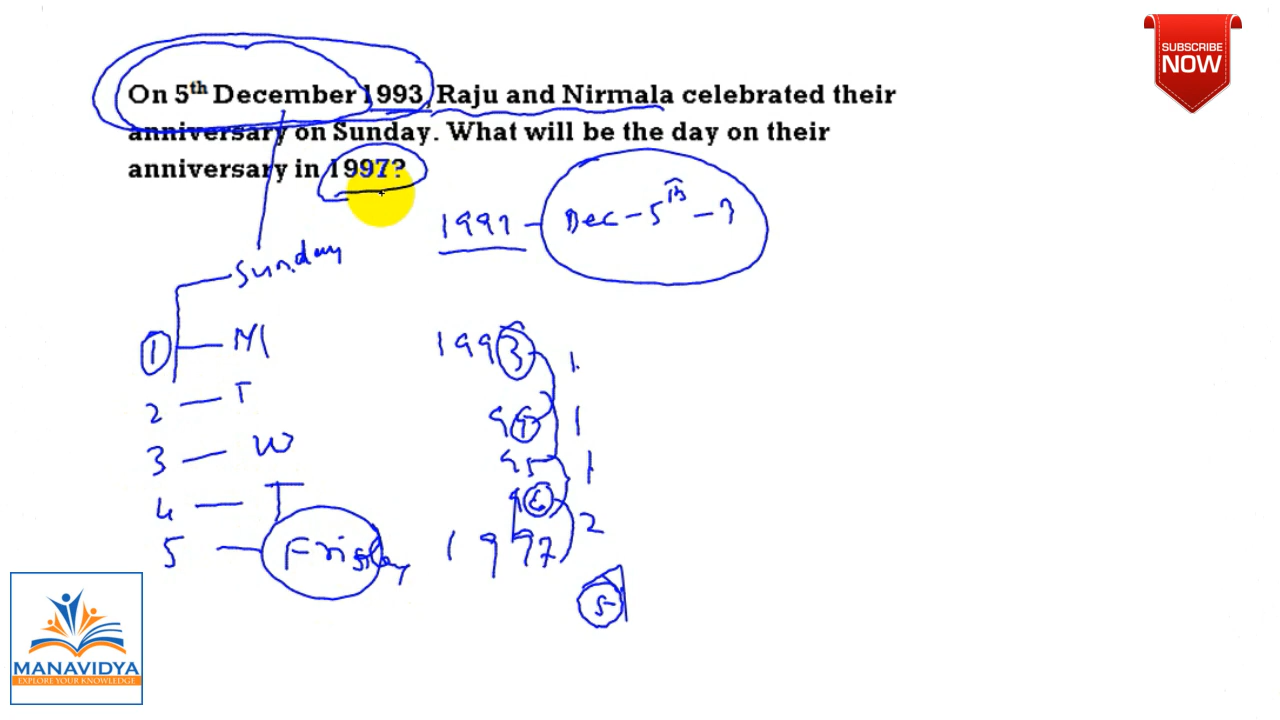 SUBSCRIBE
NOW
On 5th December 1993, Raju and Nirmala celebrated their
anniversary on Sunday. What will be the day on their
anniversary in 1997?
1997 - Dec - 5th - ?
Sunday
1 - M
2 - T
3 - W
4 - T
5 - Friday
1993 1
94 1
95 1
96 2
1997
5
MANAVIDYA
EXPLORE YOUR KNOWLEDGE